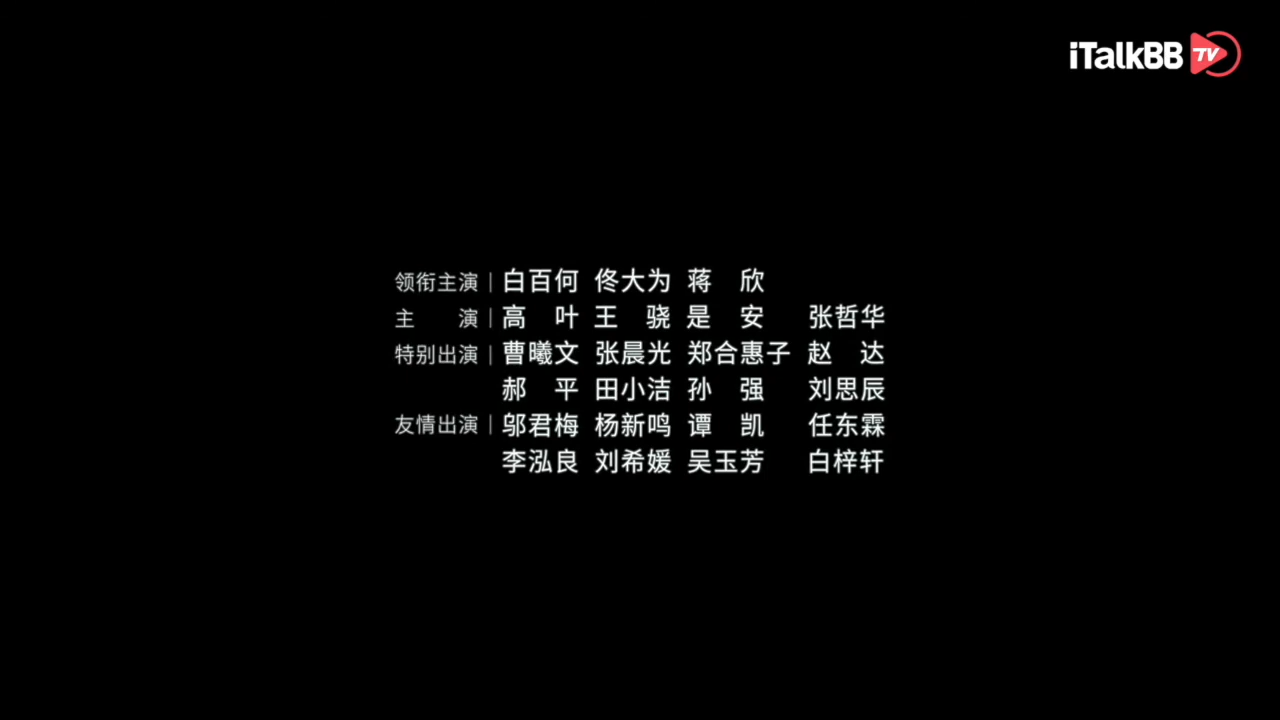 iTalkBB TV
领衔主演 | 白百何 佟大为 蒋 欣
主 演 | 高 叶 王 骁 是 安 张哲华
特别出演 | 曹曦文 张晨光 郑合惠子 赵 达
郝 平 田小洁 孙 强 刘思辰
友情出演 | 邬君梅 杨新鸣 谭 凯 任东霖
李泓良 刘希媛 吴玉芳 白梓轩